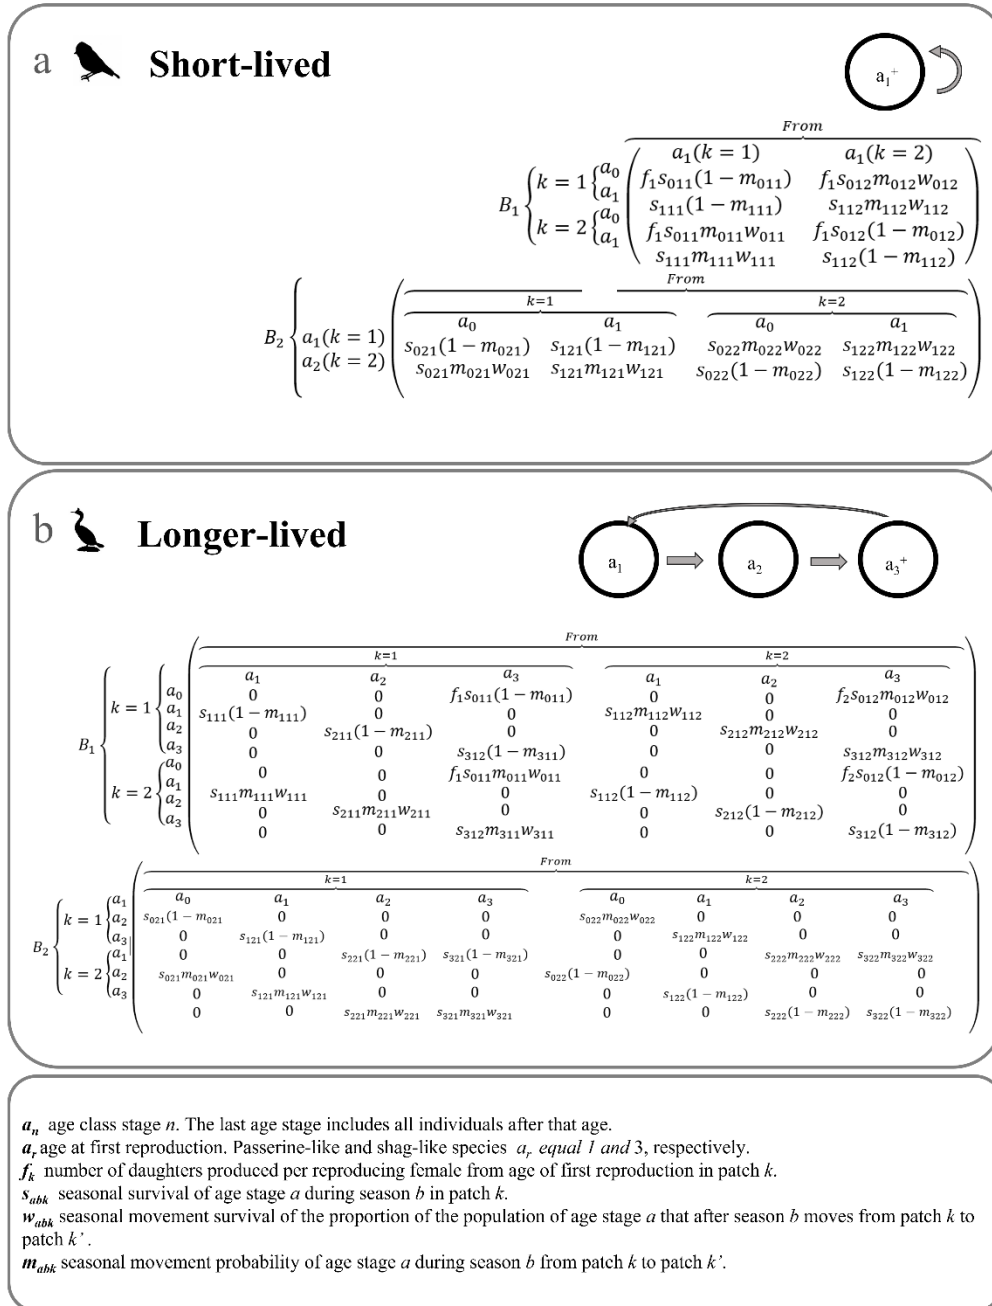 a Short-lived
a₁⁺
From
a₁(k = 1) a₁(k = 2)
B₁ k = 1 a₀ f₁s₀₁₁(1 − m₀₁₁) f₁s₀₁₂m₀₁₂w₀₁₂
a₁ s₁₁₁(1 − m₁₁₁) s₁₁₂m₁₁₂w₁₁₂
k = 2 a₀ f₁s₀₁₁m₀₁₁w₀₁₁ f₁s₀₁₂(1 − m₀₁₂)
a₁ s₁₁₁m₁₁₁w₁₁₁ s₁₁₂(1 − m₁₁₂)
From
k=1 k=2
a₀ a₁ a₀ a₁
B₂ a₁(k = 1) s₀₂₁(1 − m₀₂₁) s₁₂₁(1 − m₁₂₁) s₀₂₂m₀₂₂w₀₂₂ s₁₂₂m₁₂₂w₁₂₂
a₂(k = 2) s₀₂₁m₀₂₁w₀₂₁ s₁₂₁m₁₂₁w₁₂₁ s₀₂₂(1 − m₀₂₂) s₁₂₂(1 − m₁₂₂)
b Longer-lived
a₁ a₂ a₃⁺
From
k=1 k=2
a₁ a₂ a₃ a₁ a₂ a₃
B₁ k = 1 a₀ 0 0 f₁s₀₁₁(1 − m₀₁₁) 0 0 f₂s₀₁₂m₀₁₂w₀₁₂
a₁ s₁₁₁(1 − m₁₁₁) 0 0 s₁₁₂m₁₁₂w₁₁₂ 0 0
a₂ 0 s₂₁₁(1 − m₂₁₁) 0 0 s₂₁₂m₂₁₂w₂₁₂ 0
a₃ 0 0 s₃₁₂(1 − m₃₁₁) 0 0 s₃₁₂m₃₁₂w₃₁₂
k = 2 a₀ 0 0 f₁s₀₁₁m₀₁₁w₀₁₁ 0 0 f₂s₀₁₂(1 − m₀₁₂)
a₁ s₁₁₁m₁₁₁w₁₁₁ 0 0 s₁₁₂(1 − m₁₁₂) 0 0
a₂ 0 s₂₁₁m₂₁₁w₂₁₁ 0 0 s₂₁₂(1 − m₂₁₂) 0
a₃ 0 0 s₃₁₂m₃₁₁w₃₁₁ 0 0 s₃₁₂(1 − m₃₁₂)
From
k=1 k=2
a₀ a₁ a₂ a₃ a₀ a₁ a₂ a₃
B₂ k = 1 a₁ s₀₂₁(1 − m₀₂₁ 0 0 0 s₀₂₂m₀₂₂w₀₂₂ 0 0 0
a₂ 0 s₁₂₁(1 − m₁₂₁) 0 0 0 s₁₂₂m₁₂₂w₁₂₂ 0 0
a₃| 0 0 s₂₂₁(1 − m₂₂₁) s₃₂₁(1 − m₃₂₁) 0 0 s₂₂₂m₂₂₂w₂₂₂ s₃₂₂m₃₂₂w₃₂₂
k = 2 a₁ s₀₂₁m₀₂₁w₀₂₁ 0 0 0 s₀₂₂(1 − m₀₂₂) 0 0 0
a₂ 0 s₁₂₁m₁₂₁w₁₂₁ 0 0 0 s₁₂₂(1 − m₁₂₂) 0 0
a₃ 0 0 s₂₂₁m₂₂₁w₂₂₁ s₃₂₁m₃₂₁w₃₂₁ 0 0 s₂₂₂(1 − m₂₂₂) s₃₂₂(1 − m₃₂₂)
aₙ age class stage n. The last age stage includes all individuals after that age.
aᵣ age at first reproduction. Passerine-like and shag-like species aᵣ equal 1 and 3, respectively.
fₖ number of daughters produced per reproducing female from age of first reproduction in patch k.
s_abk seasonal survival of age stage a during season b in patch k.
w_abk seasonal movement survival of the proportion of the population of age stage a that after season b moves from patch k to
patch k’ .
m_abk seasonal movement probability of age stage a during season b from patch k to patch k’.